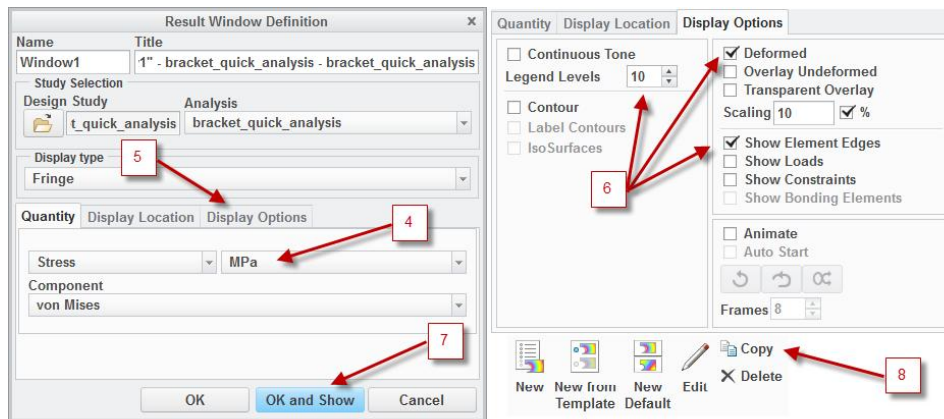 Result Window Definition
x
Name Title
Window1 1" - bracket_quick_analysis - bracket_quick_analysis
Study Selection
Design Study Analysis
t_quick_analysis bracket_quick_analysis
Display type
5
Fringe
Quantity Display Location Display Options
4
Stress MPa
Component
von Mises
7
OK OK and Show Cancel
Quantity Display Location Display Options
Continuous Tone
Legend Levels 10
Contour
Label Contours
IsoSurfaces
Deformed
Overlay Undeformed
Transparent Overlay
Scaling 10 %
6
Show Element Edges
Show Loads
Show Constraints
Show Bonding Elements
Animate
Auto Start
Frames 8
New
New from Template
New Default
Edit
Copy
Delete
8